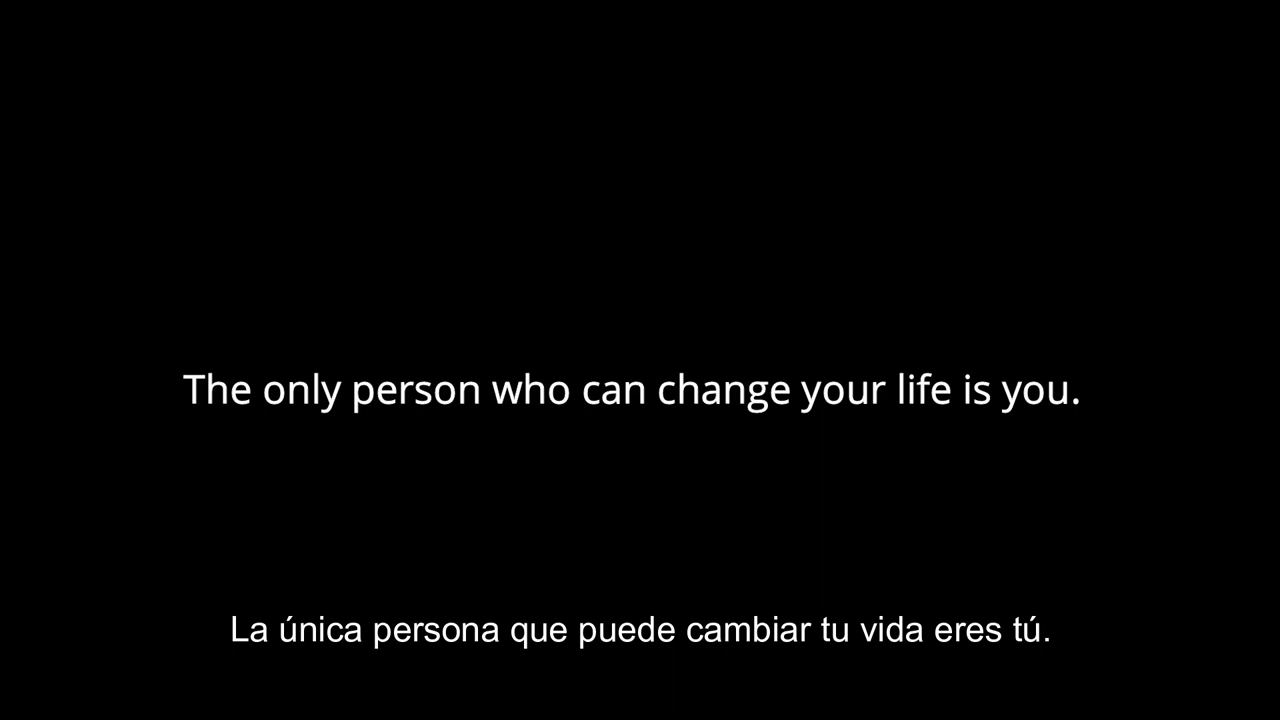 The only person who can change your life is you.
La única persona que puede cambiar tu vida eres tú.